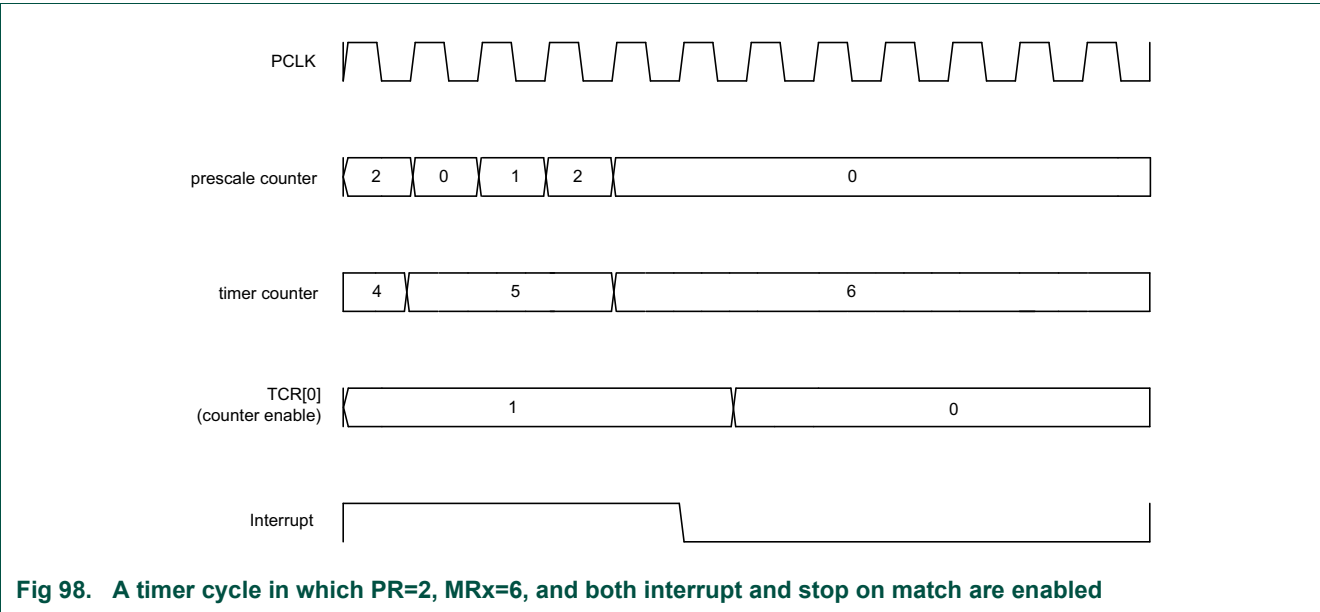 PCLK
prescale counter 2 0 1 2 0
timer counter 4 5 6
TCR[0]
(counter enable) 1 0
Interrupt
Fig 98. A timer cycle in which PR=2, MRx=6, and both interrupt and stop on match are enabled